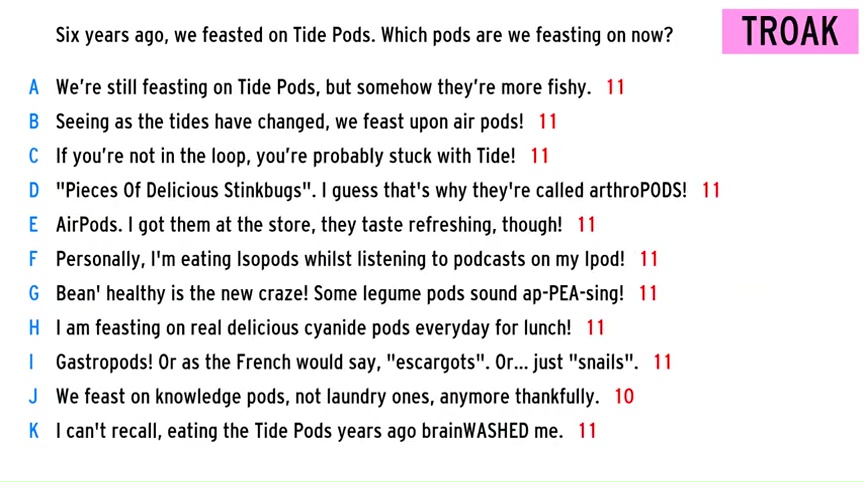 Six years ago, we feasted on Tide Pods. Which pods are we feasting on now?
TROAK
A We're still feasting on Tide Pods, but somehow they're more fishy. 11
B Seeing as the tides have changed, we feast upon air pods! 11
C If you're not in the loop, you're probably stuck with Tide! 11
D "Pieces Of Delicious Stinkbugs". I guess that's why they're called arthroPODS! 11
E AirPods. I got them at the store, they taste refreshing, though! 11
F Personally, I'm eating Isopods whilst listening to podcasts on my Ipod! 11
G Bean' healthy is the new craze! Some legume pods sound ap-PEA-sing! 11
H I am feasting on real delicious cyanide pods everyday for lunch! 11
I Gastropods! Or as the French would say, "escargots". Or... just "snails". 11
J We feast on knowledge pods, not laundry ones, anymore thankfully. 10
K I can't recall, eating the Tide Pods years ago brainWASHED me. 11